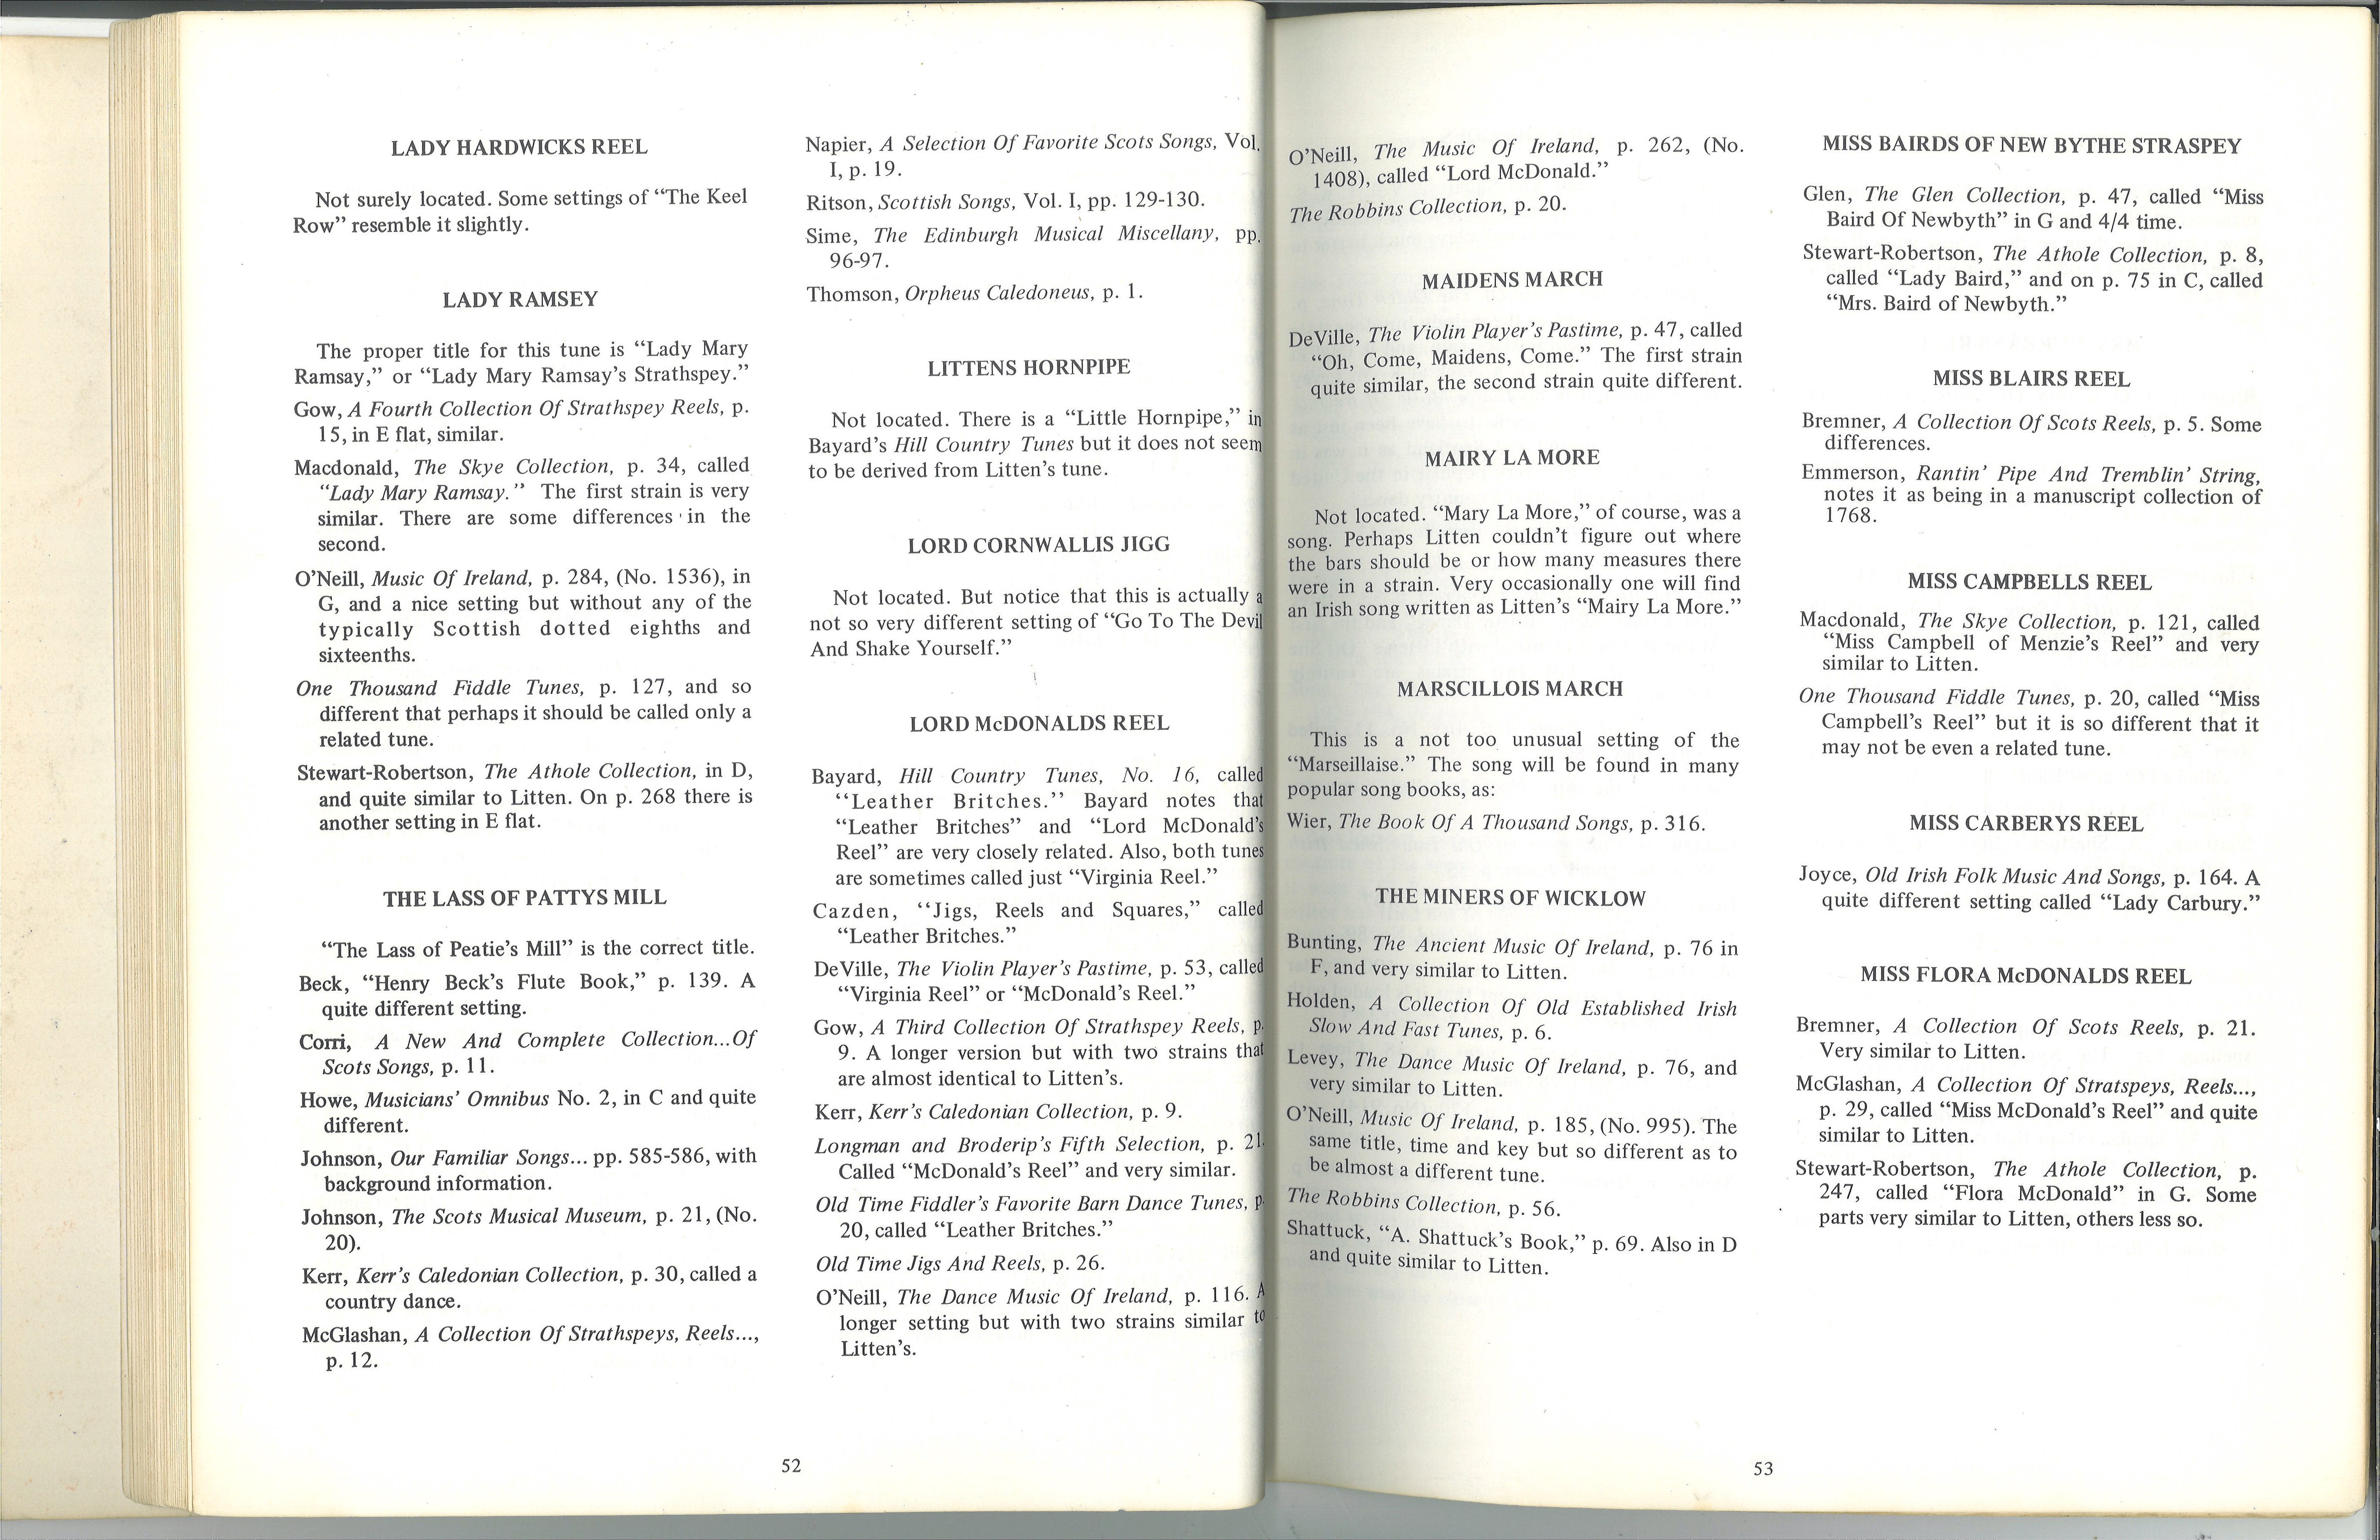 LADY HARDWICKS REEL
Not surely located. Some settings of “The Keel
Row” resemble it slightly.
LADY RAMSEY
The proper title for this tune is “Lady Mary
Ramsay,” or “Lady Mary Ramsay’s Strathspey.”
Gow, A Fourth Collection Of Strathspey Reels, p.
15, in E flat, similar.
Macdonald, The Skye Collection, p. 34, called
“Lady Mary Ramsay.” The first strain is very
similar. There are some differences in the
second.
O’Neill, Music Of Ireland, p. 284, (No. 1536), in
G, and a nice setting but without any of the
typically Scottish dotted eighths and
sixteenths.
One Thousand Fiddle Tunes, p. 127, and so
different that perhaps it should be called only a
related tune.
Stewart-Robertson, The Athole Collection, in D,
and quite similar to Litten. On p. 268 there is
another setting in E flat.
THE LASS OF PATTYS MILL
“The Lass of Peatie’s Mill” is the correct title.
Beck, “Henry Beck’s Flute Book,” p. 139. A
quite different setting.
Corri, A New And Complete Collection...Of
Scots Songs, p. 11.
Howe, Musicians’ Omnibus No. 2, in C and quite
different.
Johnson, Our Familiar Songs... pp. 585-586, with
background information.
Johnson, The Scots Musical Museum, p. 21, (No.
20).
Kerr, Kerr’s Caledonian Collection, p. 30, called a
country dance.
McGlashan, A Collection Of Strathspeys, Reels...,
p. 12.
Napier, A Selection Of Favorite Scots Songs, Vol.
I, p. 19.
Ritson, Scottish Songs, Vol. I, pp. 129-130.
Sime, The Edinburgh Musical Miscellany, pp.
96-97.
Thomson, Orpheus Caledoneus, p. 1.
LITTENS HORNPIPE
Not located. There is a “Little Hornpipe,” in
Bayard’s Hill Country Tunes but it does not seem
to be derived from Litten’s tune.
LORD CORNWALLIS JIGG
Not located. But notice that this is actually a
not so very different setting of “Go To The Devil
And Shake Yourself.”
LORD McDONALDS REEL
Bayard, Hill Country Tunes, No. 16, called
“Leather Britches.” Bayard notes that
“Leather Britches” and “Lord McDonald’s
Reel” are very closely related. Also, both tunes
are sometimes called just “Virginia Reel.”
Cazden, “Jigs, Reels and Squares,” called
“Leather Britches.”
DeVille, The Violin Player’s Pastime, p. 53, called
“Virginia Reel” or “McDonald’s Reel.”
Gow, A Third Collection Of Strathspey Reels, p.
9. A longer version but with two strains that
are almost identical to Litten’s.
Kerr, Kerr’s Caledonian Collection, p. 9.
Longman and Broderip’s Fifth Selection, p. 21.
Called “McDonald’s Reel” and very similar.
Old Time Fiddler’s Favorite Barn Dance Tunes, p.
20, called “Leather Britches.”
Old Time Jigs And Reels, p. 26.
O’Neill, The Dance Music Of Ireland, p. 116. A
longer setting but with two strains similar to
Litten’s.
52
O’Neill, The Music Of Ireland, p. 262, (No.
1408), called “Lord McDonald.”
The Robbins Collection, p. 20.
MAIDENS MARCH
DeVille, The Violin Player’s Pastime, p. 47, called
“Oh, Come, Maidens, Come.” The first strain
quite similar, the second strain quite different.
MAIRY LA MORE
Not located. “Mary La More,” of course, was a
song. Perhaps Litten couldn’t figure out where
the bars should be or how many measures there
were in a strain. Very occasionally one will find
an Irish song written as Litten’s “Mairy La More.”
MARSCILLOIS MARCH
This is a not too unusual setting of the
“Marseillaise.” The song will be found in many
popular song books, as:
Wier, The Book Of A Thousand Songs, p. 316.
THE MINERS OF WICKLOW
Bunting, The Ancient Music Of Ireland, p. 76 in
F, and very similar to Litten.
Holden, A Collection Of Old Established Irish
Slow And Fast Tunes, p. 6.
Levey, The Dance Music Of Ireland, p. 76, and
very similar to Litten.
O’Neill, Music Of Ireland, p. 185, (No. 995). The
same title, time and key but so different as to
be almost a different tune.
The Robbins Collection, p. 56.
Shattuck, “A. Shattuck’s Book,” p. 69. Also in D
and quite similar to Litten.
MISS BAIRDS OF NEW BYTHE STRASPEY
Glen, The Glen Collection, p. 47, called “Miss
Baird Of Newbyth” in G and 4/4 time.
Stewart-Robertson, The Athole Collection, p. 8,
called “Lady Baird,” and on p. 75 in C, called
“Mrs. Baird of Newbyth.”
MISS BLAIRS REEL
Bremner, A Collection Of Scots Reels, p. 5. Some
differences.
Emmerson, Rantin’ Pipe And Tremblin’ String,
notes it as being in a manuscript collection of
1768.
MISS CAMPBELLS REEL
Macdonald, The Skye Collection, p. 121, called
“Miss Campbell of Menzie’s Reel” and very
similar to Litten.
One Thousand Fiddle Tunes, p. 20, called “Miss
Campbell’s Reel” but it is so different that it
may not be even a related tune.
MISS CARBERYS REEL
Joyce, Old Irish Folk Music And Songs, p. 164. A
quite different setting called “Lady Carbury.”
MISS FLORA McDONALDS REEL
Bremner, A Collection Of Scots Reels, p. 21.
Very similar to Litten.
McGlashan, A Collection Of Stratspeys, Reels...,
p. 29, called “Miss McDonald’s Reel” and quite
similar to Litten.
Stewart-Robertson, The Athole Collection, p.
247, called “Flora McDonald” in G. Some
parts very similar to Litten, others less so.
53